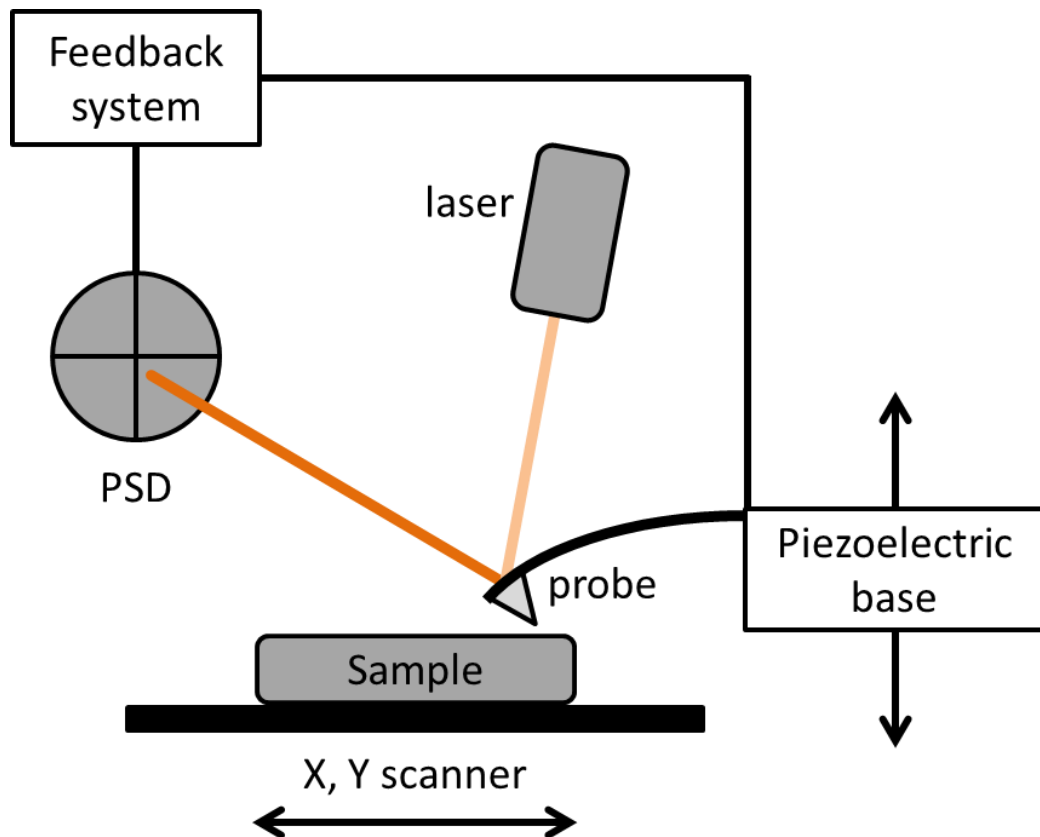 Feedback
system
laser
PSD
probe
Piezoelectric
base
Sample
X, Y scanner